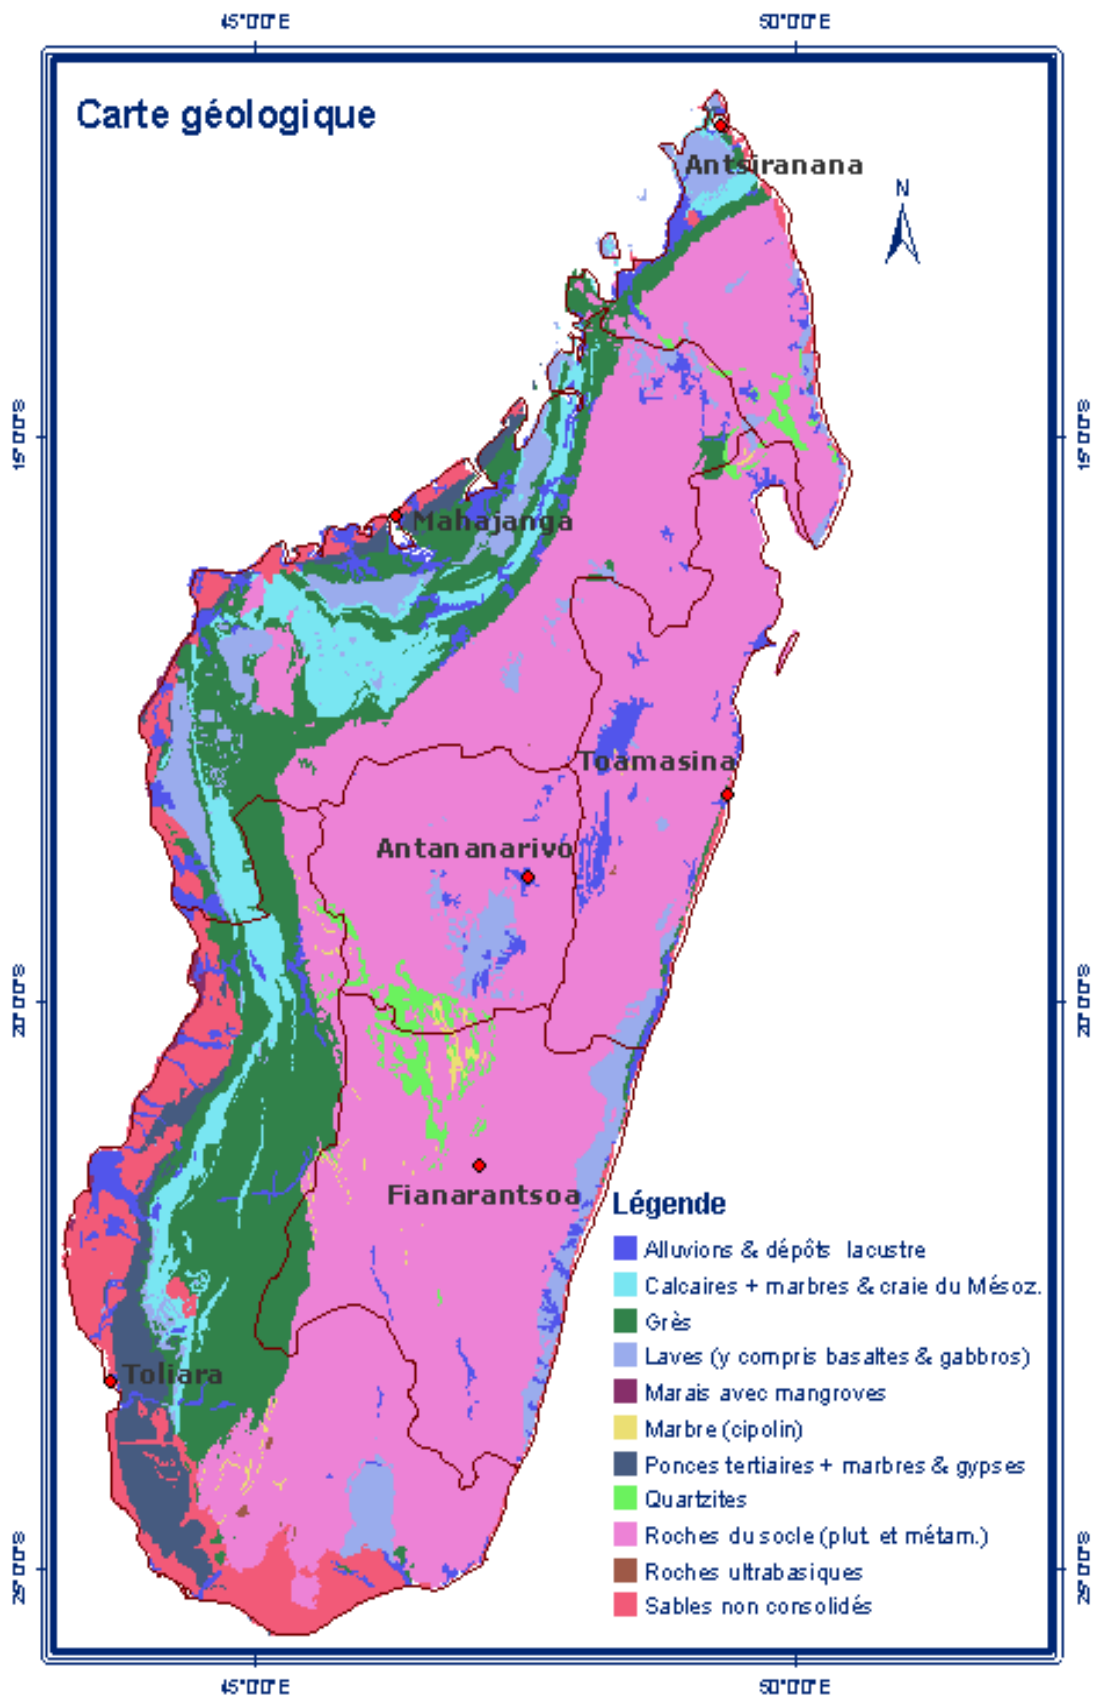 45°00'E 50°00'E
Carte géologique
Antsiranana
N
15°00'S 15°00'S
Mahajanga
Toamasina
Antananarivo
20°00'S 20°00'S
Fianarantsoa
Légende
Alluvions & dépôts lacustre
Calcaires + marbres & craie du Mésoz.
Grès
Laves (y compris basaltes & gabbros)
Toliara
Marais avec mangroves
Marbre (cipolin)
Ponces tertiaires + marbres & gypses
Quartzites
Roches du socle (plut. et métam.)
25°00'S 25°00'S
Roches ultrabasiques
Sables non consolidés
45°00'E 50°00'E